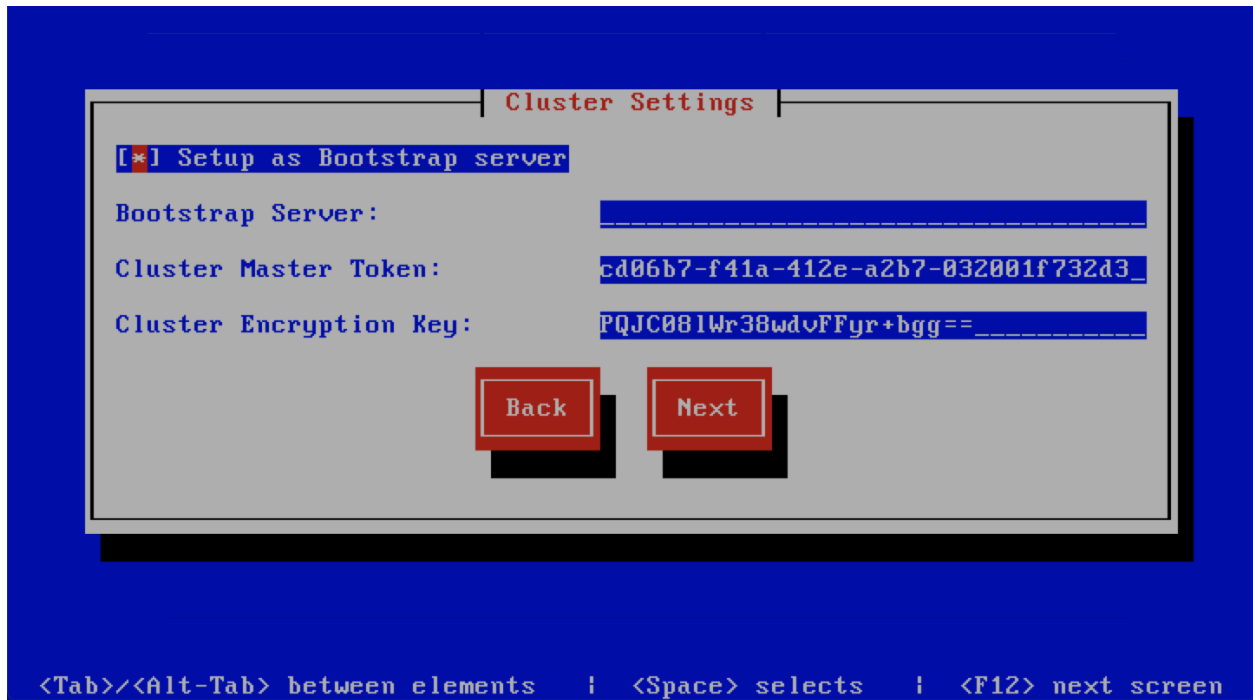 Cluster Settings
[*] Setup as Bootstrap server
Bootstrap Server: ___________________________________
Cluster Master Token: cd06b7-f41a-412e-a2b7-032001f732d3_
Cluster Encryption Key: PQJC08lWr38wdvFFyr+bgg==___________
Back Next
<Tab>/<Alt-Tab> between elements | <Space> selects | <F12> next screen